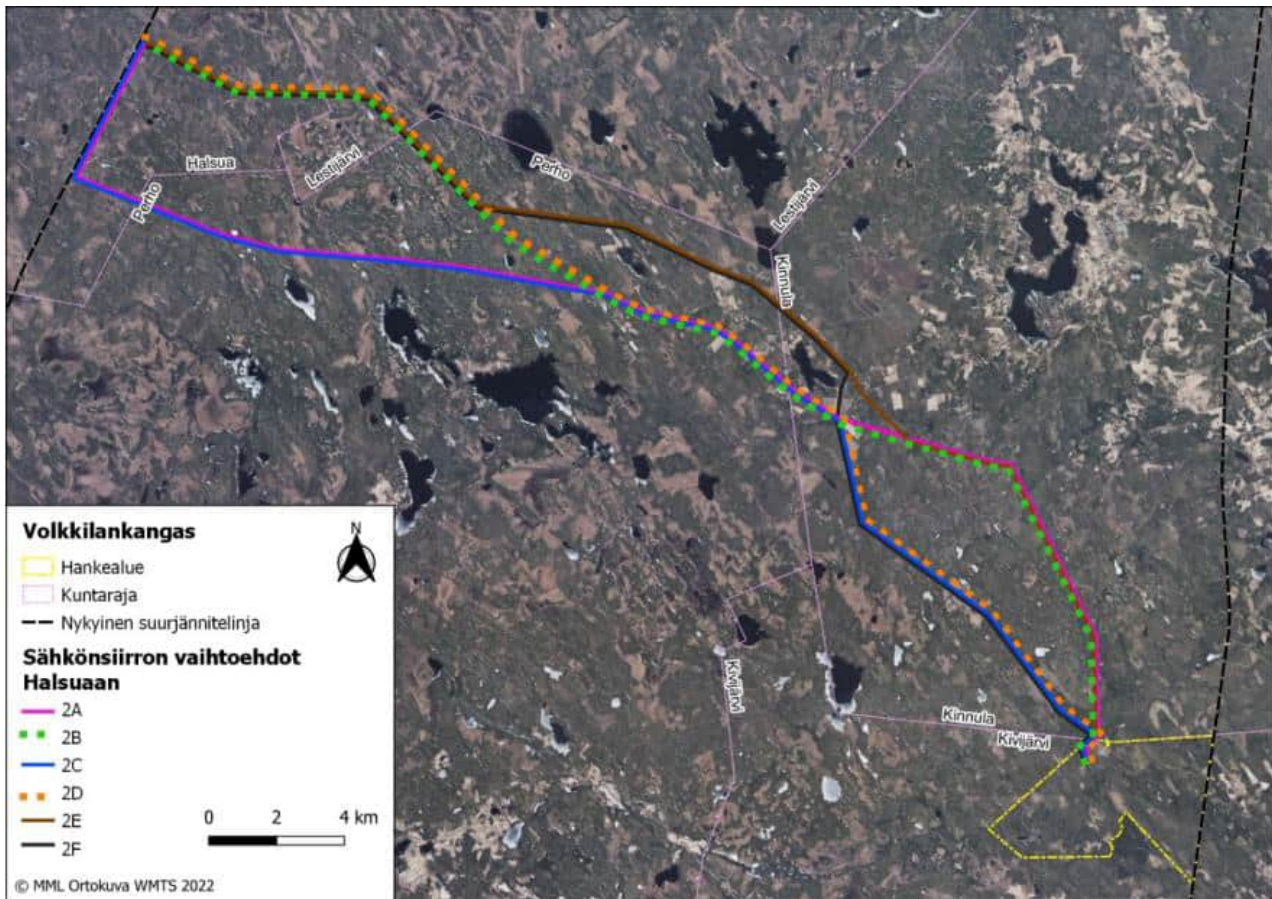 Halsua
Lestijärvi
Perho
Perho
Lestijärvi
Kinnula
Kivijärvi
Kinnula
Kivijärvi
Volkkilankangas
N
Hankealue
Kuntaraja
Nykyinen suurjännitelinja
Sähkönsiirron vaihtoehdot
Halsuaan
2A
2B
2C
2D
2E
2F
0 2 4 km
© MML Ortokuva WMTS 2022